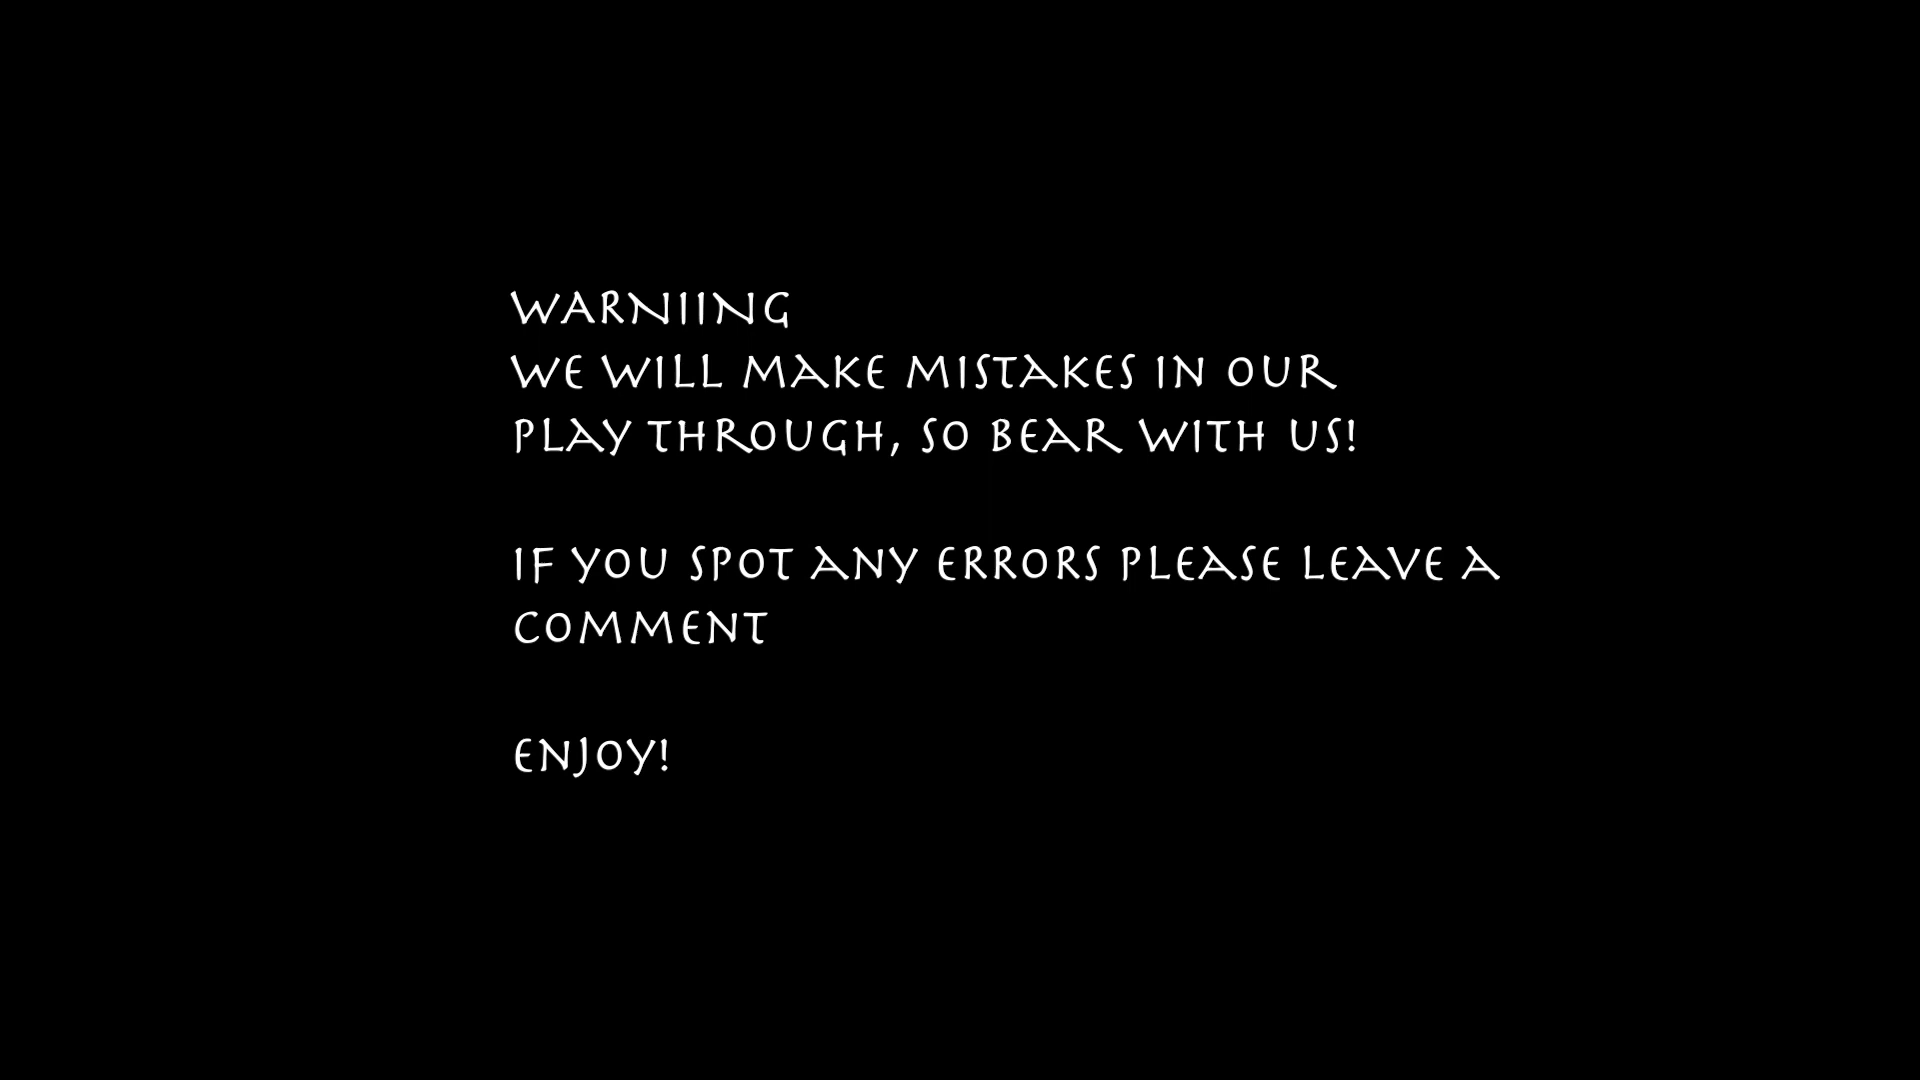 WARNIING
WE WILL MAKE MISTAKES IN OUR
PLAY THROUGH, SO BEAR WITH US!
IF YOU SPOT ANY ERRORS PLEASE LEAVE A
COMMENT
ENJOY!